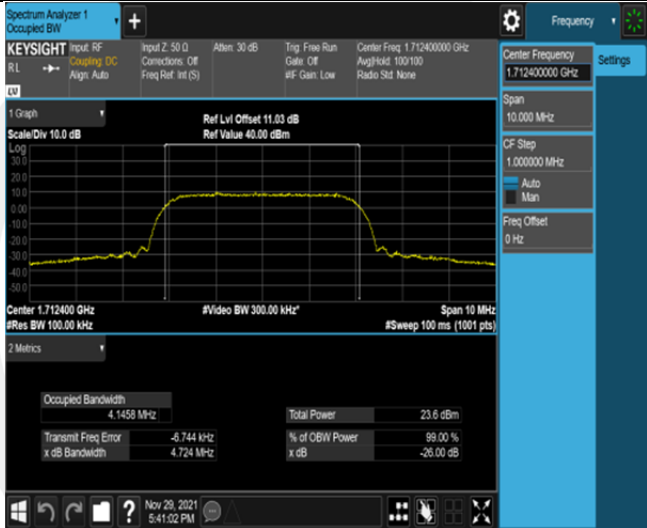 Spectrum Analyzer 1
Occupied BW
Frequency
KEYSIGHT
RL
Input: RF
Coupling: DC
Align: Auto
Input Z: 50 Ω
Corrections: Off
Freq Ref: Int (S)
Atten: 30 dB
Trig: Free Run
Gate: Off
#IF Gain: Low
Center Freq: 1.712400000 GHz
Avg|Hold: 100/100
Radio Std: None
LV
1 Graph
Scale/Div 10.0 dB
Ref Lvl Offset 11.03 dB
Ref Value 40.00 dBm
Log
30.0
20.0
10.0
0.00
-10.0
-20.0
-30.0
-40.0
-50.0
Center 1.712400 GHz
#Video BW 300.00 kHz*
Span 10 MHz
#Res BW 100.00 kHz
#Sweep 100 ms (1001 pts)
2 Metrics
Occupied Bandwidth
4.1458 MHz
Total Power 23.6 dBm
Transmit Freq Error -6.744 kHz
% of OBW Power 99.00 %
x dB Bandwidth 4.724 MHz
x dB -26.00 dB
Center Frequency
1.712400000 GHz
Settings
Span
10.000 MHz
CF Step
1.000000 MHz
Auto
Man
Freq Offset
0 Hz
?
Nov 29, 2021
5:41:02 PM